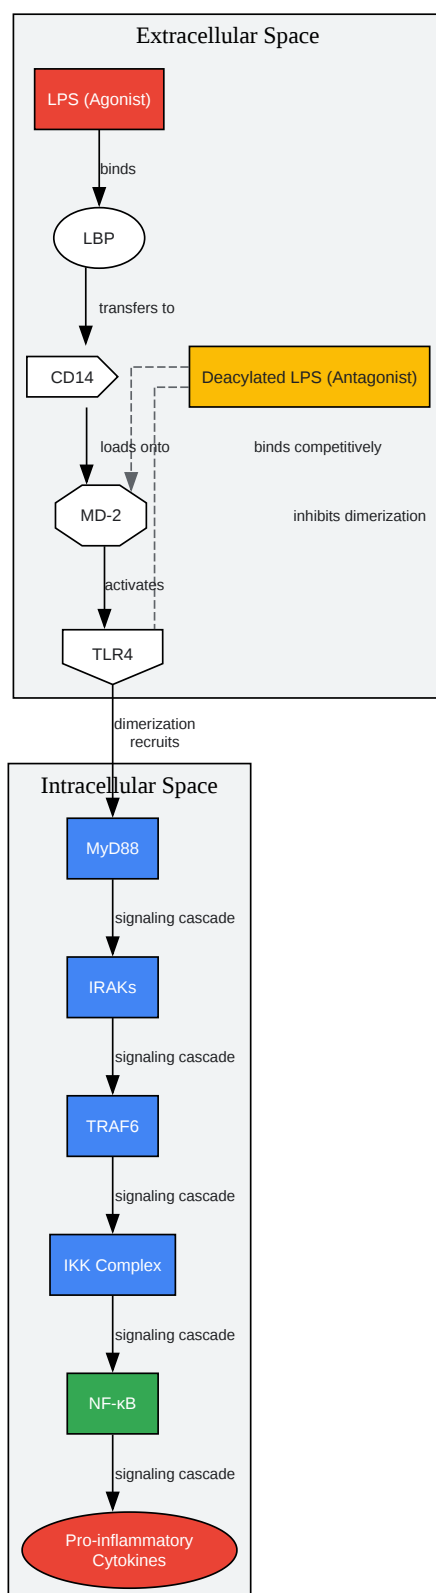 Extracellular Space
LPS (Agonist)
binds
LBP
transfers to
CD14
Deacylated LPS (Antagonist)
loads onto
binds competitively
MD-2
inhibits dimerization
activates
TLR4
dimerization
recruits
Intracellular Space
MyD88
signaling cascade
IRAKs
signaling cascade
TRAF6
signaling cascade
IKK Complex
signaling cascade
NF-κB
signaling cascade
Pro-inflammatory
Cytokines